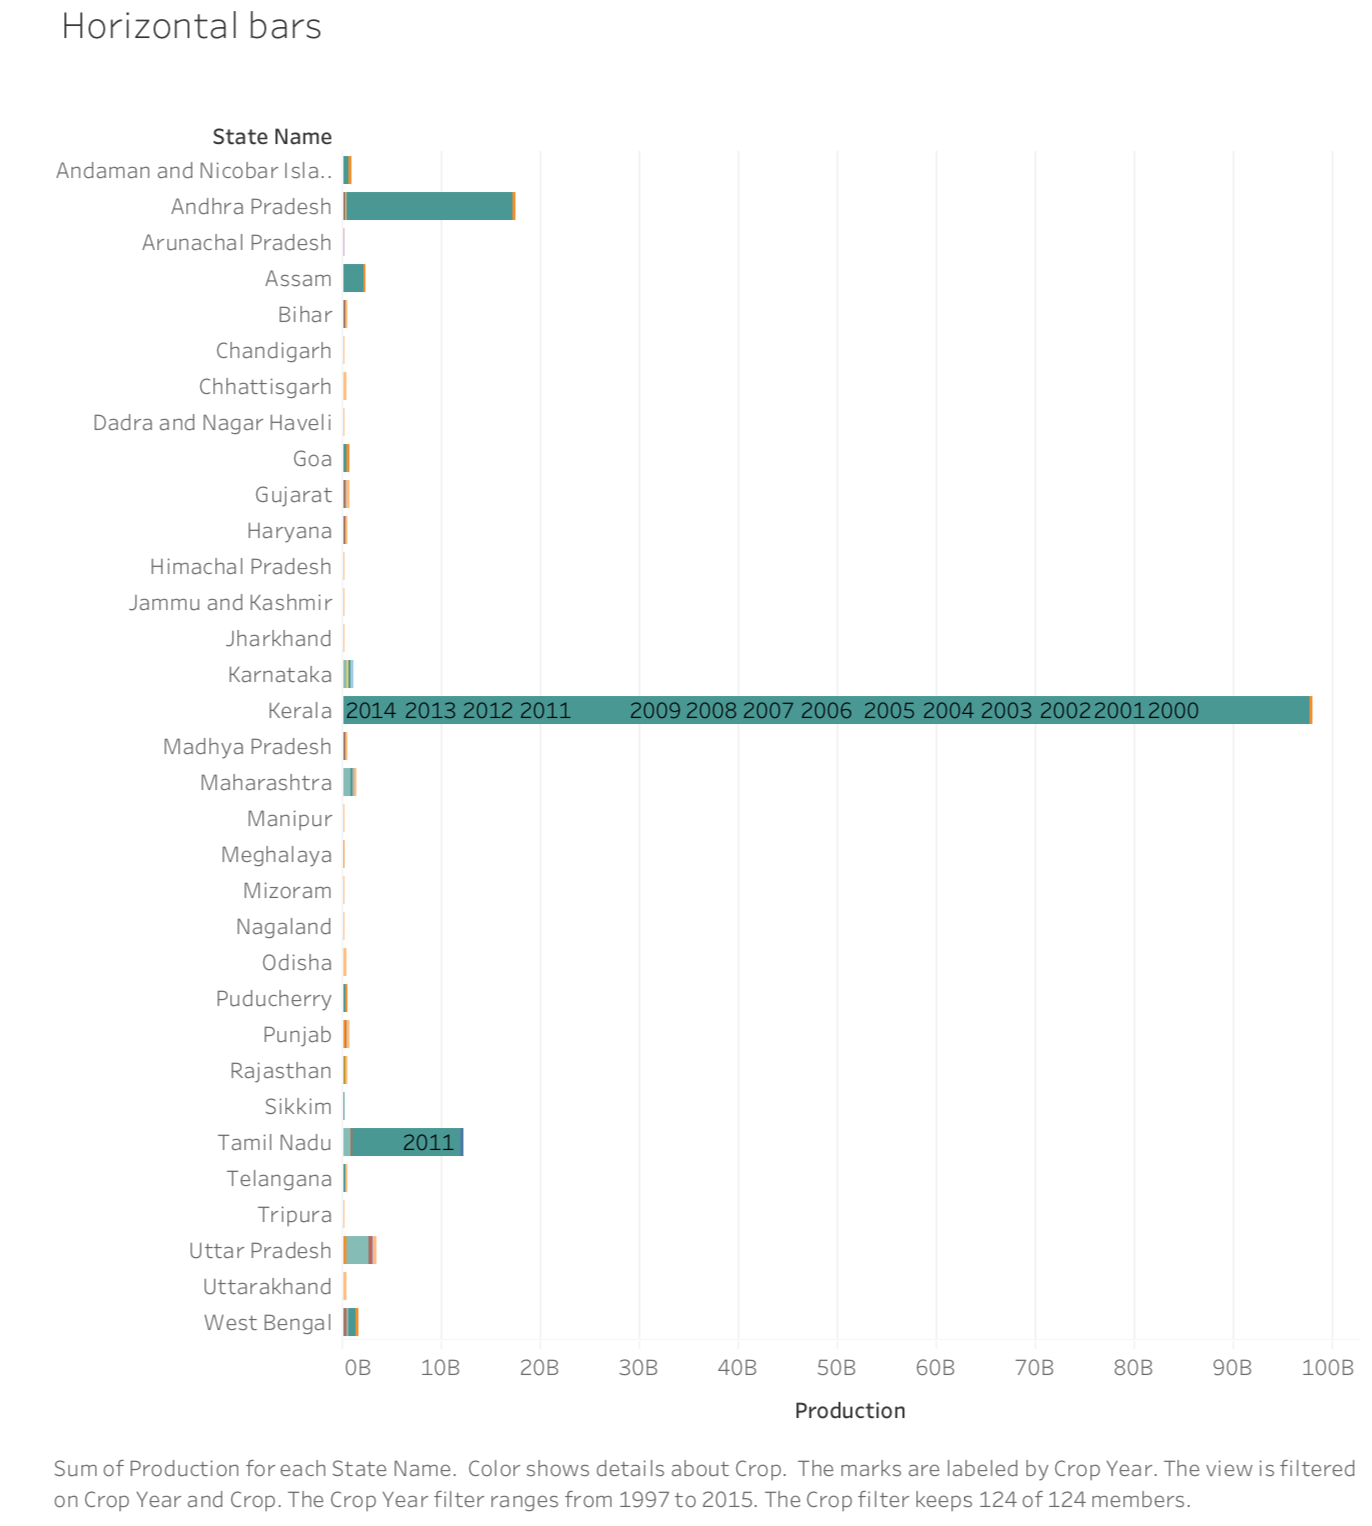 Horizontal bars
State Name
Andaman and Nicobar Isla..
Andhra Pradesh
Arunachal Pradesh
Assam
Bihar
Chandigarh
Chhattisgarh
Dadra and Nagar Haveli
Goa
Gujarat
Haryana
Himachal Pradesh
Jammu and Kashmir
Jharkhand
Karnataka
Kerala 2014 2013 2012 2011 2009 2008 2007 2006 2005 2004 2003 2002 2001 2000
Madhya Pradesh
Maharashtra
Manipur
Meghalaya
Mizoram
Nagaland
Odisha
Puducherry
Punjab
Rajasthan
Sikkim
Tamil Nadu 2011
Telangana
Tripura
Uttar Pradesh
Uttarakhand
West Bengal
0B 10B 20B 30B 40B 50B 60B 70B 80B 90B 100B
Production
Sum of Production for each State Name. Color shows details about Crop. The marks are labeled by Crop Year. The view is filtered
on Crop Year and Crop. The Crop Year filter ranges from 1997 to 2015. The Crop filter keeps 124 of 124 members.